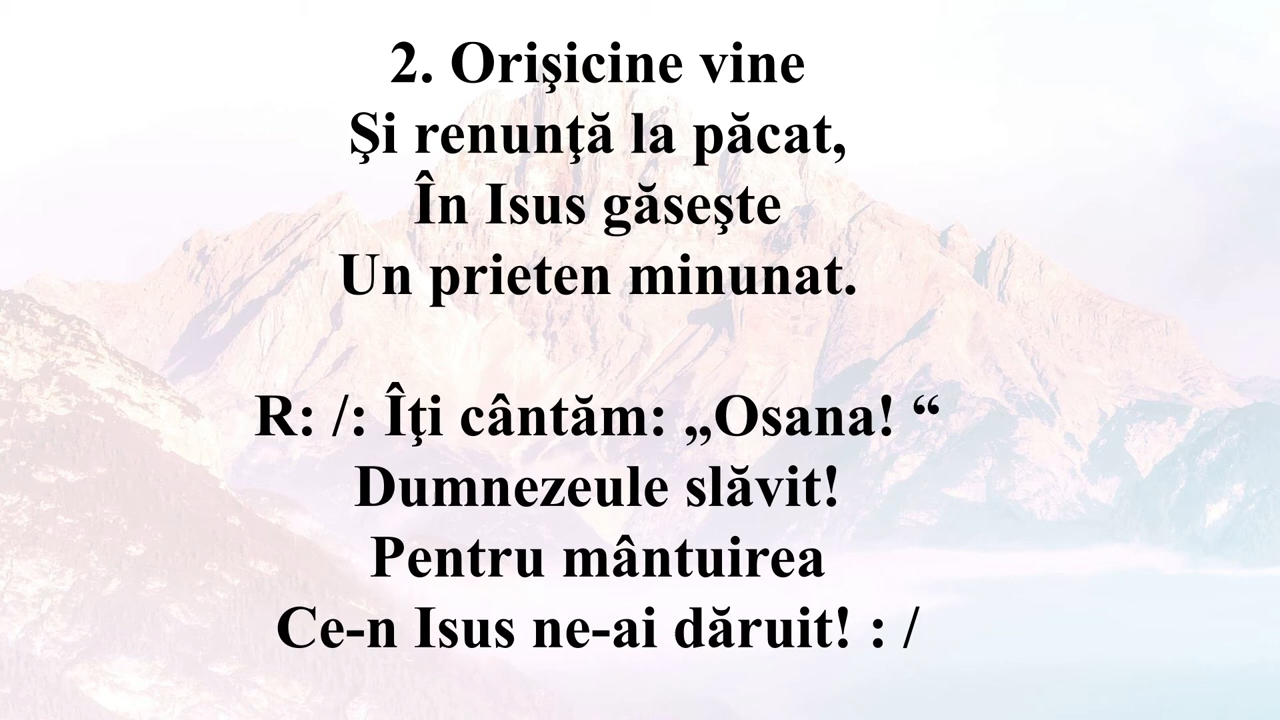 2. Orişicine vine
Şi renunţă la păcat,
În Isus găseşte
Un prieten minunat.
R: /: Îţi cântăm: „Osana! “
Dumnezeule slăvit!
Pentru mântuirea
Ce-n Isus ne-ai dăruit! : /